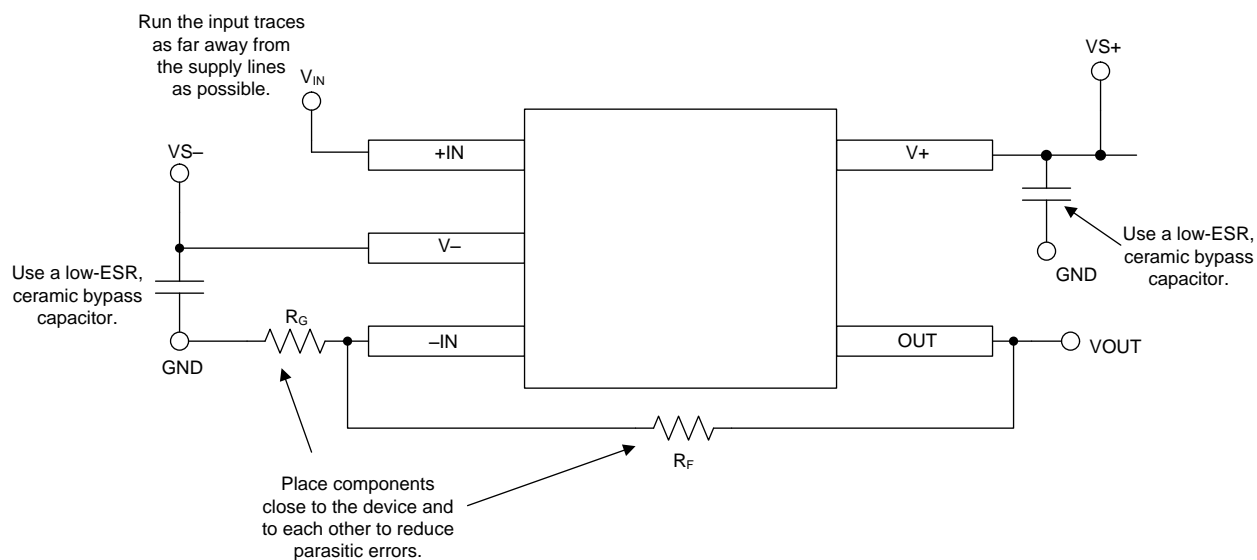 Run the input traces
as far away from
the supply lines
as possible.
VIN
VS+
+IN
V+
VS–
V–
Use a low-ESR,
ceramic bypass
capacitor.
GND
Use a low-ESR,
ceramic bypass
capacitor.
RG
–IN
OUT
VOUT
GND
RF
Place components
close to the device and
to each other to reduce
parasitic errors.